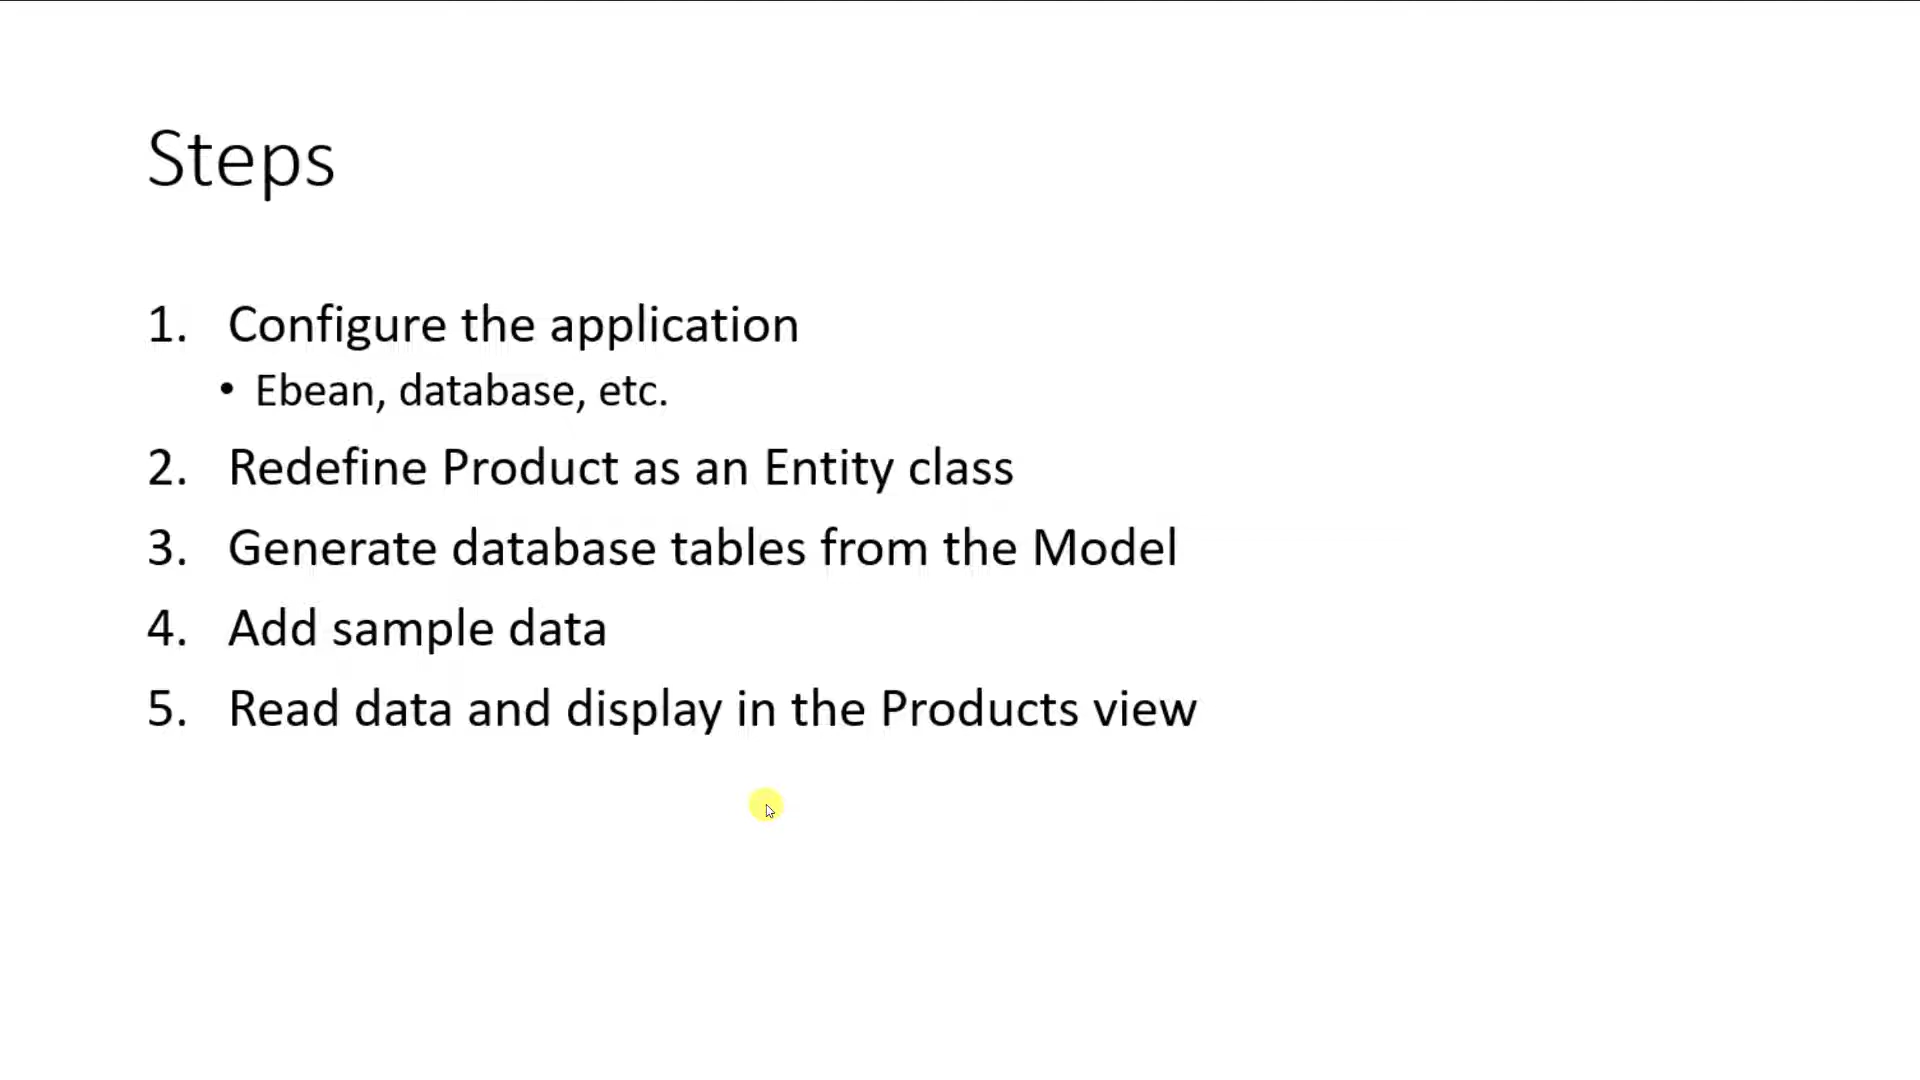 Steps
1. Configure the application
• Ebean, database, etc.
2. Redefine Product as an Entity class
3. Generate database tables from the Model
4. Add sample data
5. Read data and display in the Products view